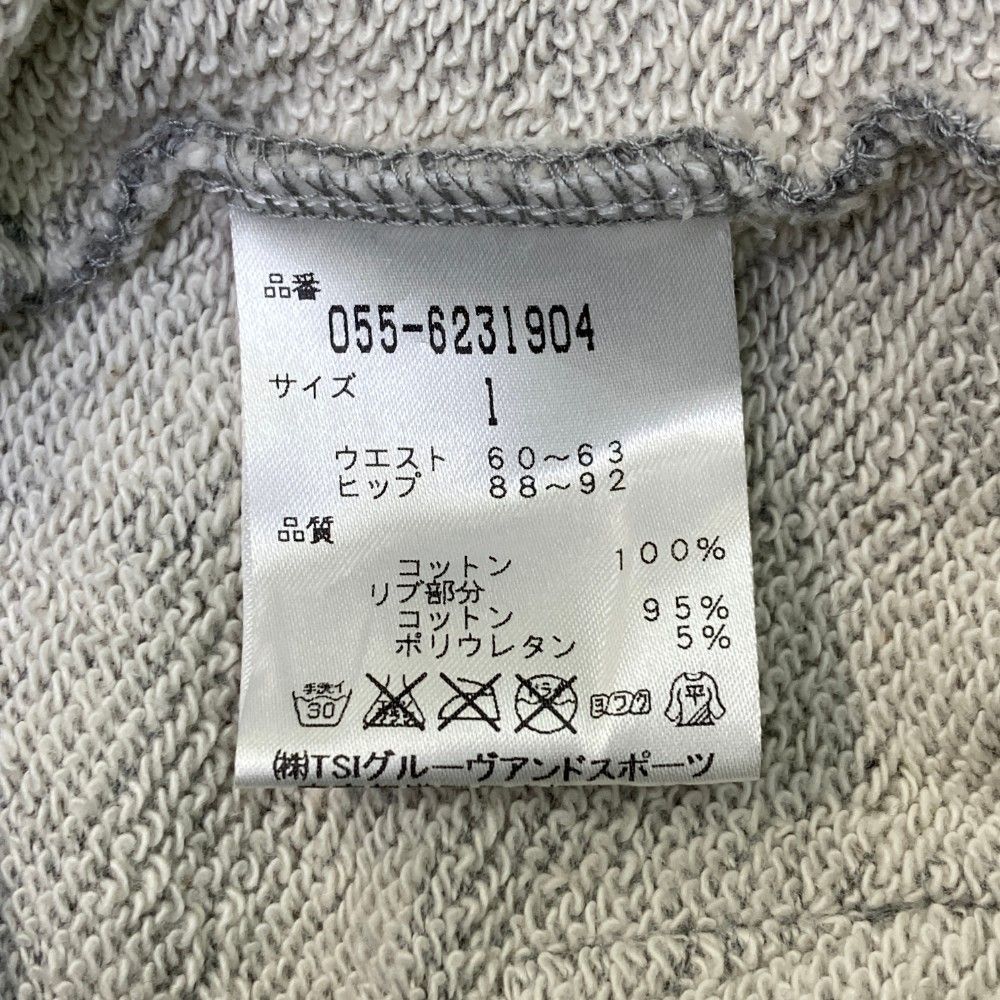 品番
055-6231904
サイズ 1
ウエスト 60～63
ヒップ 88～92
品質
コットン 100%
リブ部分
コットン 95%
ポリウレタン 5%
手洗イ 30 ヨワク 平
㈱TSIグルーヴアンドスポーツ